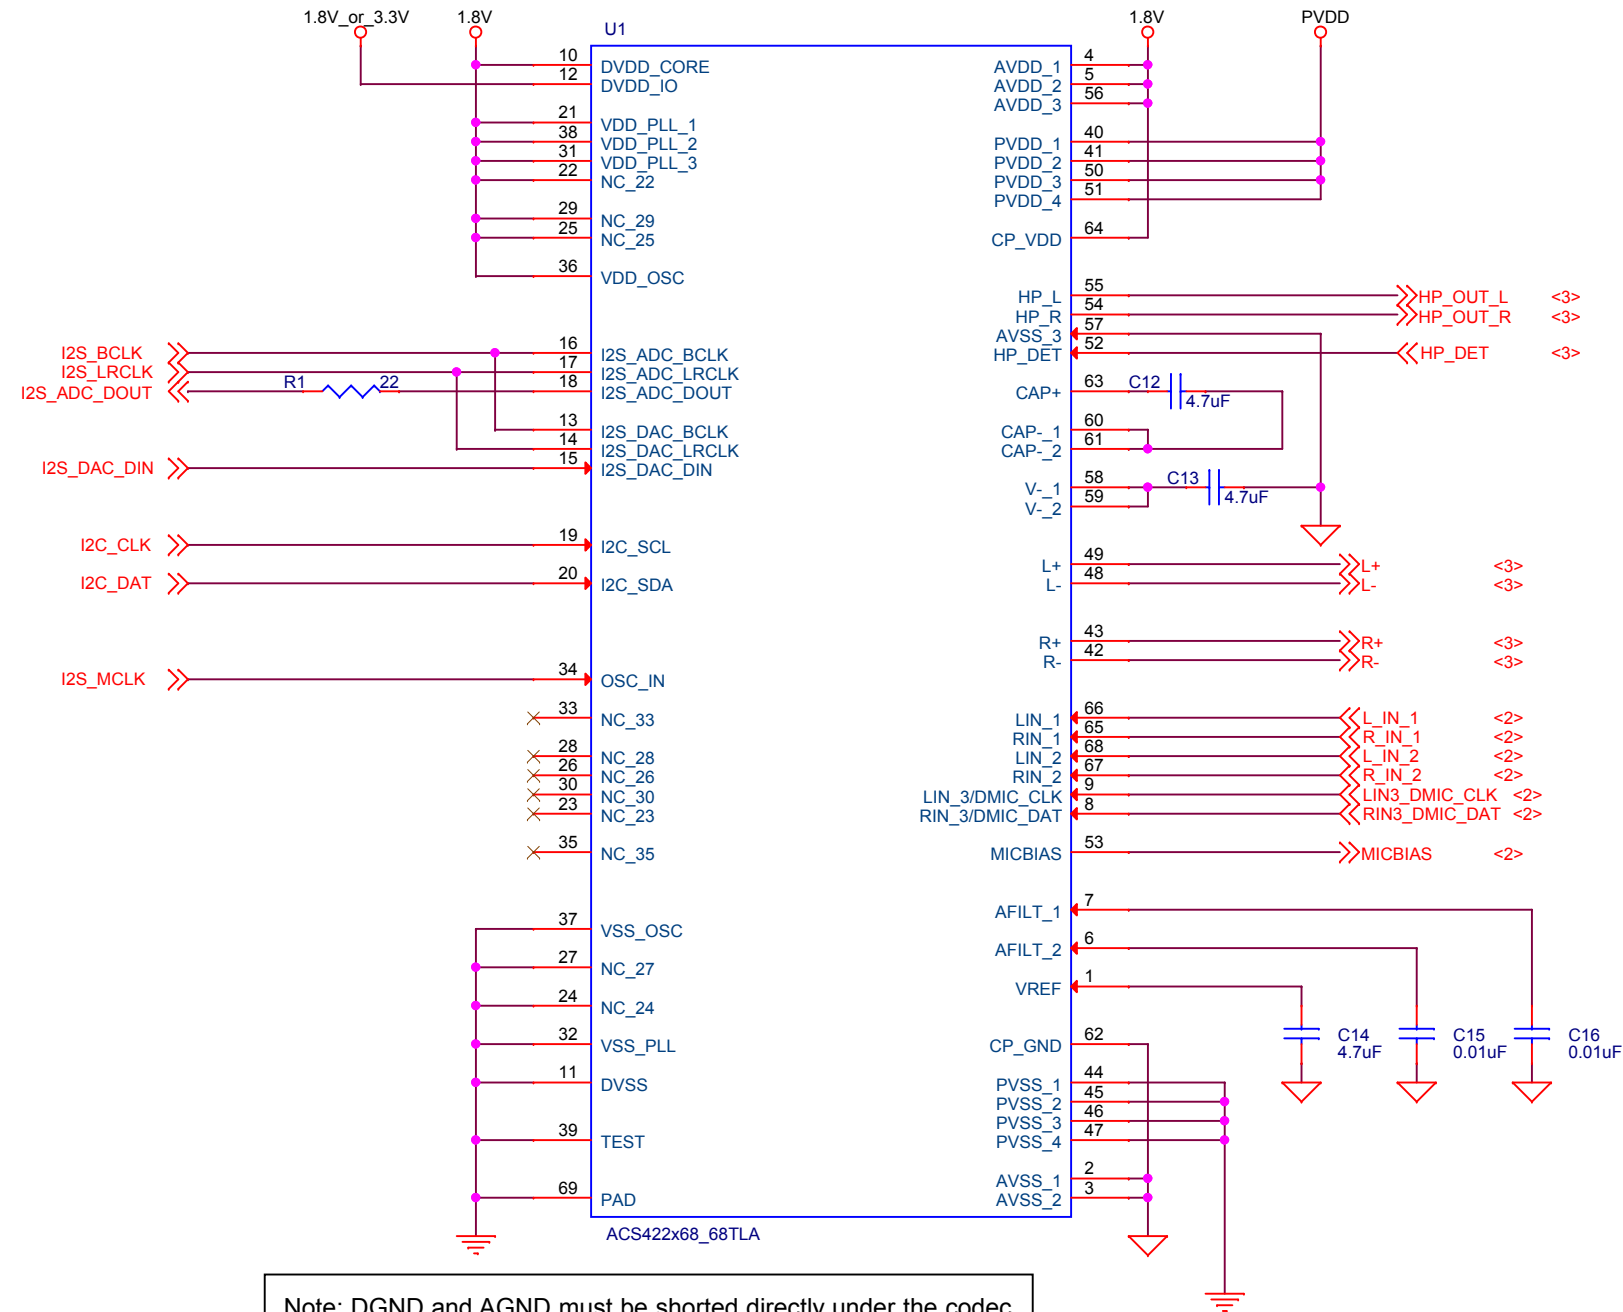 1.8V_or_3.3V
1.8V
U1
1.8V
PVDD
10 DVDD_CORE
12 DVDD_IO
21 VDD_PLL_1
38 VDD_PLL_2
31 VDD_PLL_3
22 NC_22
29 NC_29
25 NC_25
36 VDD_OSC
I2S_BCLK 16 I2S_ADC_BCLK
I2S_LRCLK 17 I2S_ADC_LRCLK
I2S_ADC_DOUT R1 22 18 I2S_ADC_DOUT
13 I2S_DAC_BCLK
14 I2S_DAC_LRCLK
I2S_DAC_DIN 15 I2S_DAC_DIN
I2C_CLK 19 I2C_SCL
I2C_DAT 20 I2C_SDA
I2S_MCLK 34 OSC_IN
33 NC_33
28 NC_28
26 NC_26
30 NC_30
23 NC_23
35 NC_35
37 VSS_OSC
27 NC_27
24 NC_24
32 VSS_PLL
11 DVSS
39 TEST
69 PAD
AVDD_1 4
AVDD_2 5
AVDD_3 56
PVDD_1 40
PVDD_2 41
PVDD_3 50
PVDD_4 51
CP_VDD 64
HP_L 55 HP_OUT_L <3>
HP_R 54 HP_OUT_R <3>
AVSS_3 57
HP_DET 52 HP_DET <3>
CAP+ 63 C12 4.7uF
CAP-_1 60
CAP-_2 61
V-_1 58 C13 4.7uF
V-_2 59
L+ 49 L+ <3>
L- 48 L- <3>
R+ 43 R+ <3>
R- 42 R- <3>
LIN_1 66 L_IN_1 <2>
RIN_1 65 R_IN_1 <2>
LIN_2 68 L_IN_2 <2>
RIN_2 67 R_IN_2 <2>
LIN_3/DMIC_CLK 9 LIN3_DMIC_CLK <2>
RIN_3/DMIC_DAT 8 RIN3_DMIC_DAT <2>
MICBIAS 53 MICBIAS <2>
AFILT_1 7
AFILT_2 6
VREF 1
C14 4.7uF
C15 0.01uF
C16 0.01uF
CP_GND 62
PVSS_1 44
PVSS_2 45
PVSS_3 46
PVSS_4 47
AVSS_1 2
AVSS_2 3
ACS422x68_68TLA
Note: DGND and AGND must be shorted directly under the codec